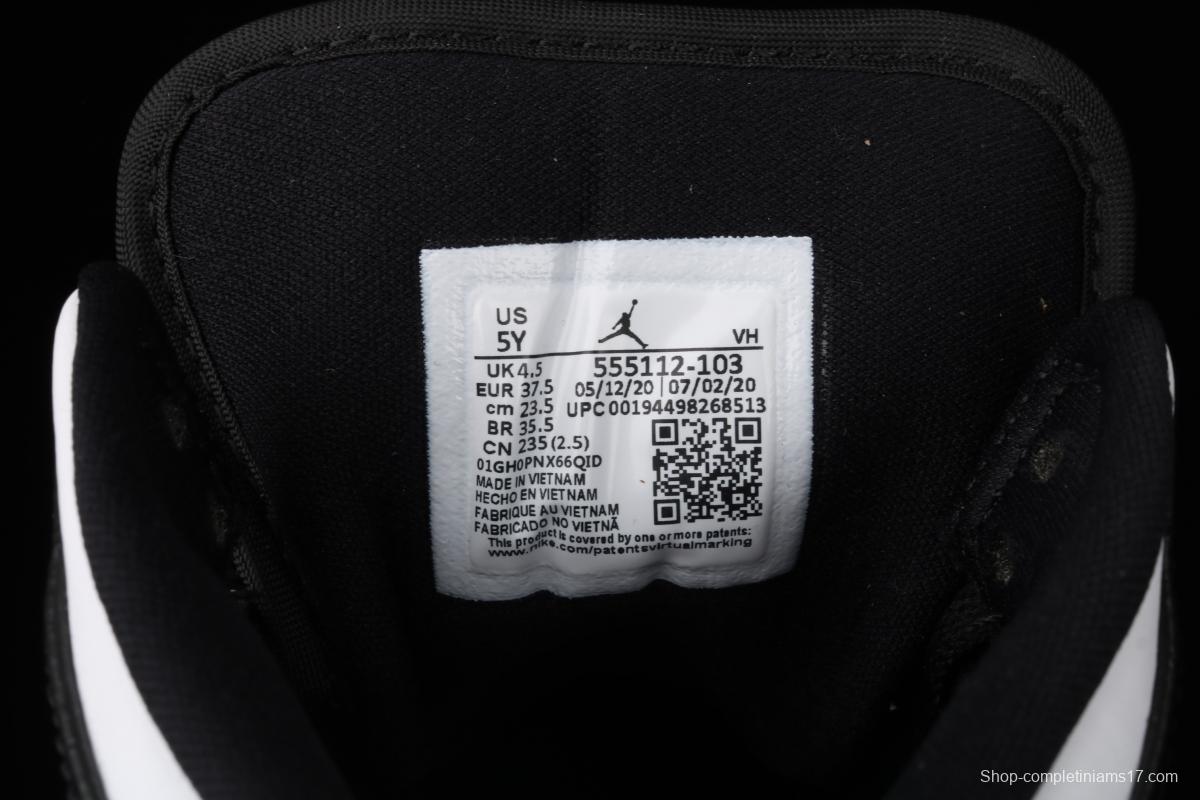 US
5Y
VH
UK 4.5
555112-103
EUR 37.5
05/12/20 | 07/02/20
cm 23.5
UPC 00194498268513
BR 35.5
CN 235 (2.5)
01GH0PNX66QID
MADE IN VIETNAM
HECHO EN VIETNAM
FABRIQUE AU VIETNAM
FABRICADO NO VIETNÃ
This product is covered by one or more patents:
www.nike.com/patentsvirtualmarking
Shop-completiniams17.com